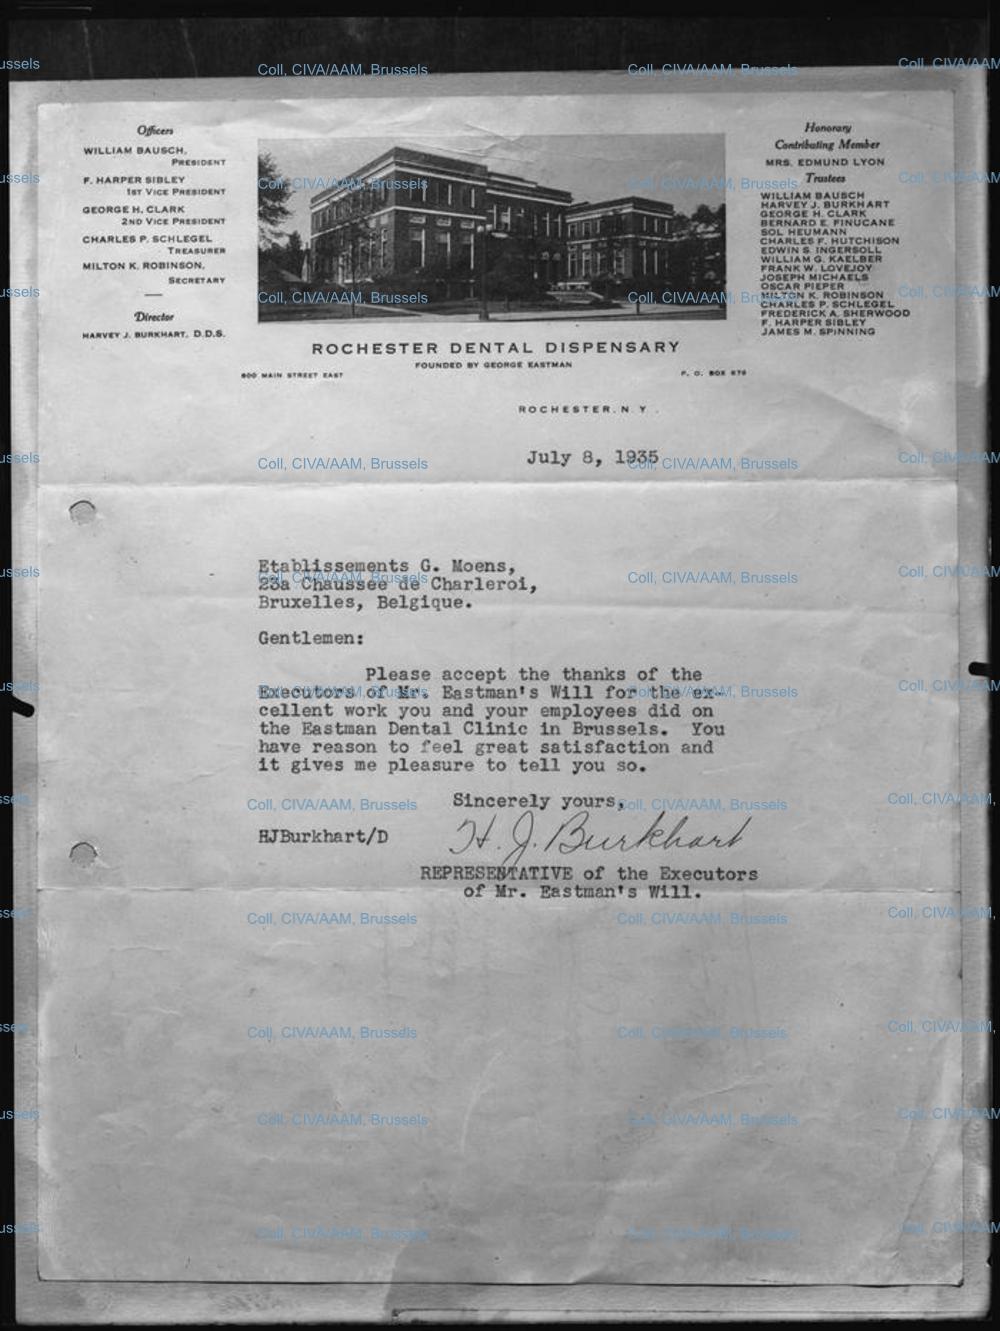 Officers
WILLIAM BAUSCH,
PRESIDENT
F. HARPER SIBLEY
1ST VICE PRESIDENT
GEORGE H. CLARK
2ND VICE PRESIDENT
CHARLES P. SCHLEGEL
TREASURER
MILTON K. ROBINSON,
SECRETARY
Director
HARVEY J. BURKHART, D.D.S.
Honorary
Contributing Member
MRS. EDMUND LYON
Trustees
WILLIAM BAUSCH
HARVEY J. BURKHART
GEORGE H. CLARK
BERNARD E. FINUCANE
SOL HEUMANN
CHARLES F. HUTCHISON
EDWIN S. INGERSOLL
WILLIAM G. KAELBER
FRANK W. LOVEJOY
JOSEPH MICHAELS
OSCAR PIEPER
MILTON K. ROBINSON
CHARLES P. SCHLEGEL
FREDERICK A. SHERWOOD
F. HARPER SIBLEY
JAMES M. SPINNING
ROCHESTER DENTAL DISPENSARY
FOUNDED BY GEORGE EASTMAN
800 MAIN STREET EAST
P. O. BOX 879
ROCHESTER. N. Y.
July 8, 1935
Etablissements G. Moens,
23a Chaussee de Charleroi,
Bruxelles, Belgique.
Gentlemen:
Please accept the thanks of the
Executors of Mr. Eastman's Will for the ex-
cellent work you and your employees did on
the Eastman Dental Clinic in Brussels. You
have reason to feel great satisfaction and
it gives me pleasure to tell you so.
Sincerely yours,
HJBurkhart/D
H. J. Burkhart
REPRESENTATIVE of the Executors
of Mr. Eastman's Will.
Coll, CIVA/AAM, Brussels